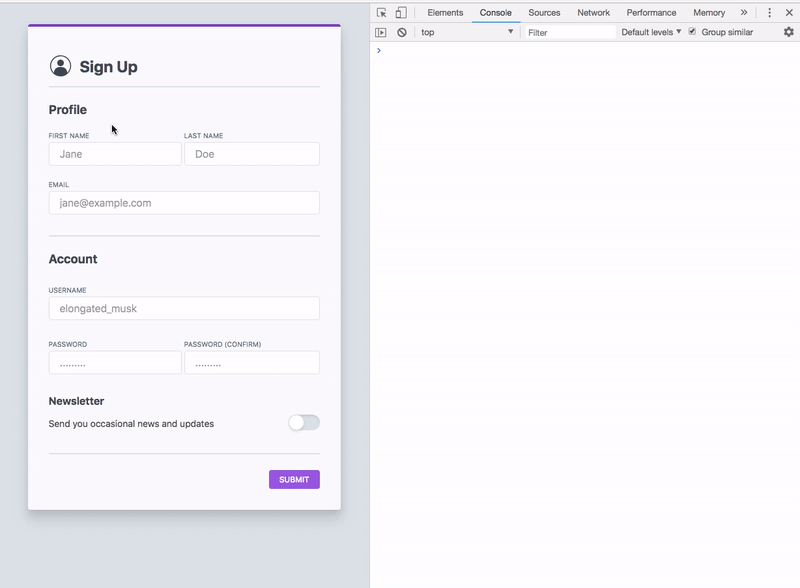 Elements Console Sources Network Performance Memory »
top Filter Default levels Group similar
>
Sign Up
Profile
FIRST NAME LAST NAME
Jane Doe
EMAIL
jane@example.com
Account
USERNAME
elongated_musk
PASSWORD PASSWORD (CONFIRM)
......... .........
Newsletter
Send you occasional news and updates
SUBMIT